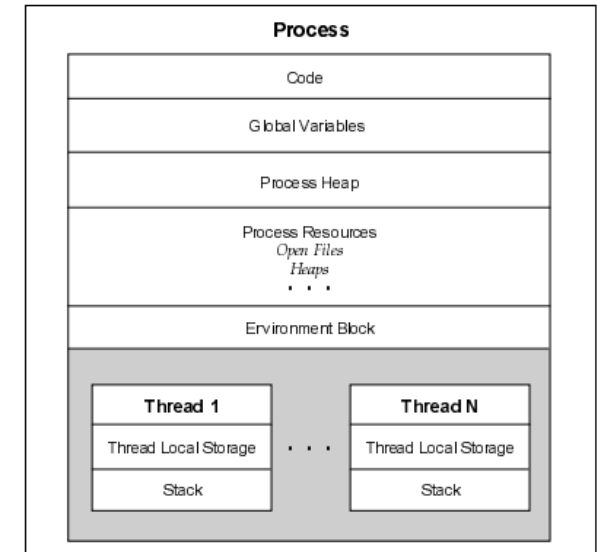 Process
Code
Global Variables
Process Heap
Process Resources
Open Files
Heaps
. . .
Environment Block
Thread 1
Thread N
Thread Local Storage
. . .
Thread Local Storage
Stack
Stack